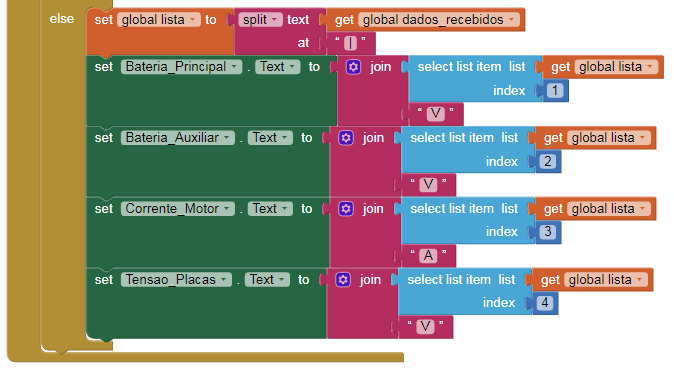 else set global lista to split text get global dados_recebidos
at “ | ”
set Bateria_Principal . Text to join select list item list get global lista
index 1
“ V ”
set Bateria_Auxiliar . Text to join select list item list get global lista
index 2
“ V ”
set Corrente_Motor . Text to join select list item list get global lista
index 3
“ A ”
set Tensao_Placas . Text to join select list item list get global lista
index 4
“ V ”